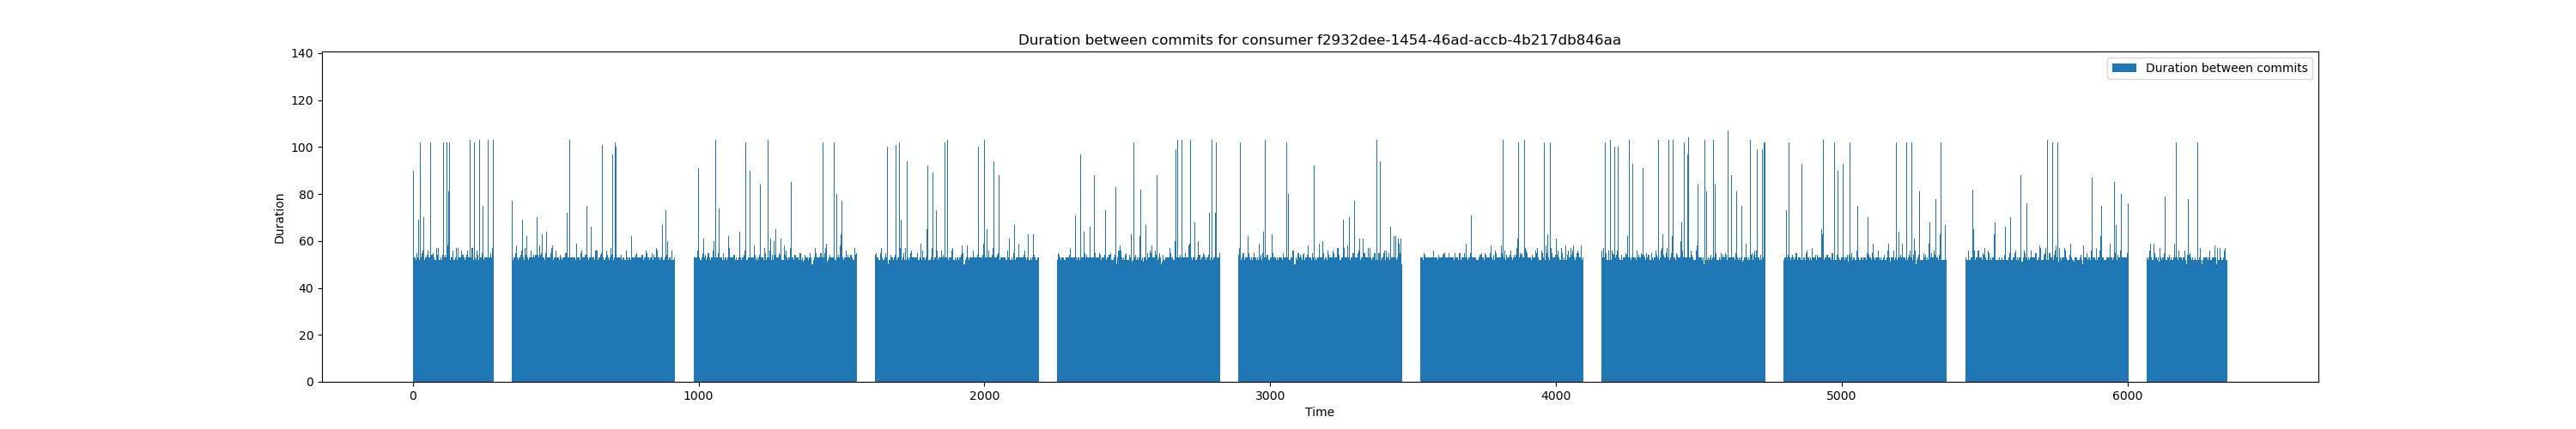 Duration between commits for consumer f2932dee-1454-46ad-accb-4b217db846aa
Duration between commits
Duration
140
120
100
80
60
40
20
0
0 1000 2000 3000 4000 5000 6000
Time